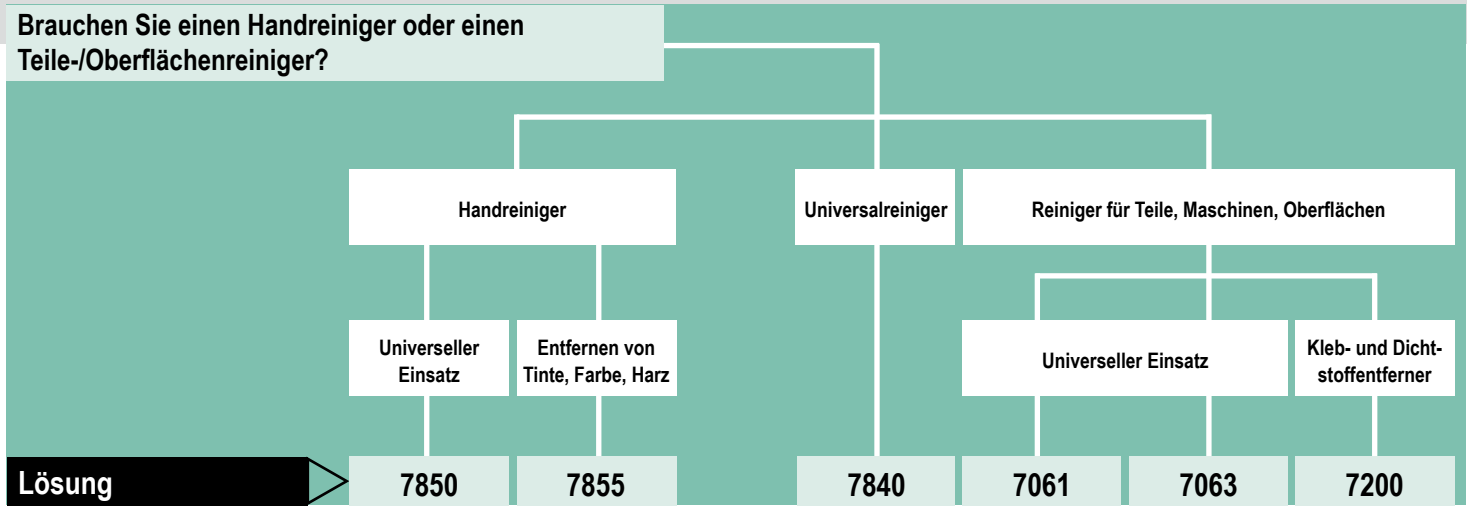 Brauchen Sie einen Handreiniger oder einen
Teile-/Oberflächenreiniger?
Handreiniger
Universalreiniger
Reiniger für Teile, Maschinen, Oberflächen
Universeller
Einsatz
Entfernen von
Tinte, Farbe, Harz
Universeller Einsatz
Kleb- und Dicht-
stoffentferner
Lösung
7850
7855
7840
7061
7063
7200